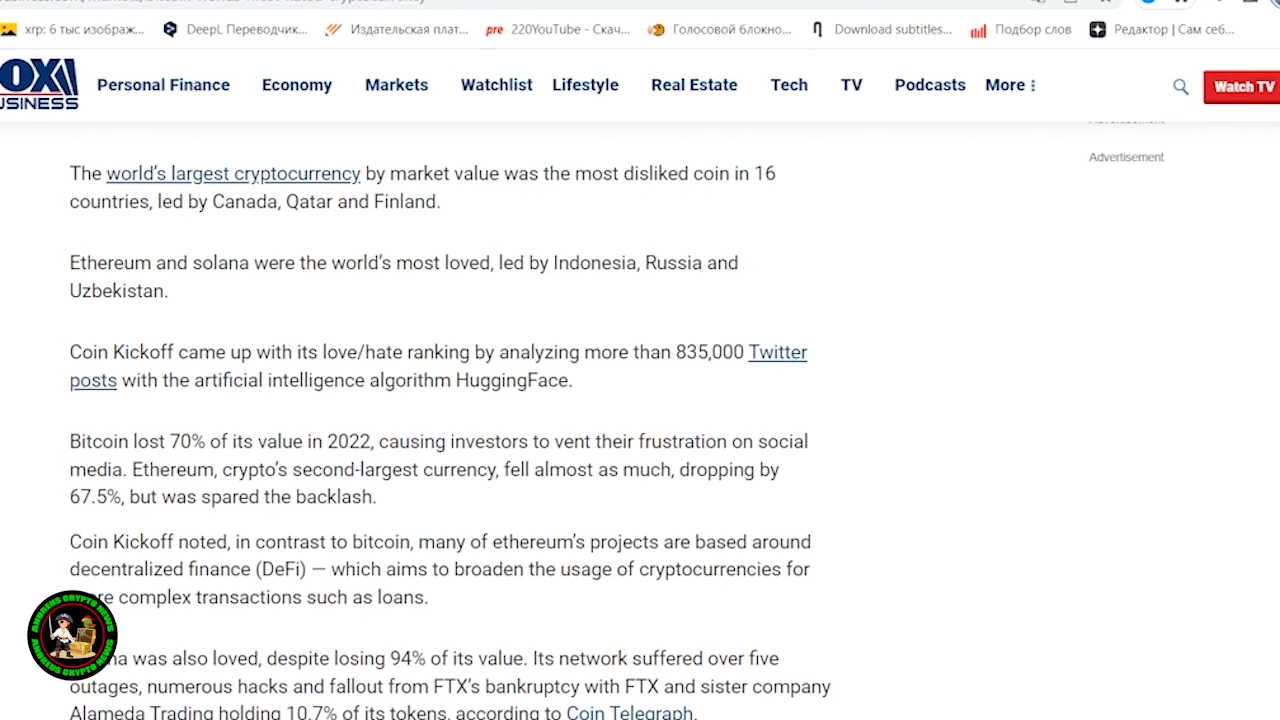 xrp: 6 тыс изображ...
DeepL Переводчик...
Издательская плат...
pre 220YouTube - Скач...
Голосовой блокно...
Download subtitles...
Подбор слов
Редактор | Сам себ...
OX
USINESS
Personal Finance
Economy
Markets
Watchlist
Lifestyle
Real Estate
Tech
TV
Podcasts
More
Watch TV
Advertisement
The world's largest cryptocurrency by market value was the most disliked coin in 16
countries, led by Canada, Qatar and Finland.
Ethereum and solana were the world's most loved, led by Indonesia, Russia and
Uzbekistan.
Coin Kickoff came up with its love/hate ranking by analyzing more than 835,000 Twitter
posts with the artificial intelligence algorithm HuggingFace.
Bitcoin lost 70% of its value in 2022, causing investors to vent their frustration on social
media. Ethereum, crypto's second-largest currency, fell almost as much, dropping by
67.5%, but was spared the backlash.
Coin Kickoff noted, in contrast to bitcoin, many of ethereum's projects are based around
decentralized finance (DeFi) — which aims to broaden the usage of cryptocurrencies for
complex transactions such as loans.
was also loved, despite losing 94% of its value. Its network suffered over five
outages, numerous hacks and fallout from FTX's bankruptcy with FTX and sister company
Alameda Trading holding 10.7% of its tokens, according to Coin Telegraph.
ANDREUS CRYPTO NEWS
ANDREUS CRYPTO NEWS